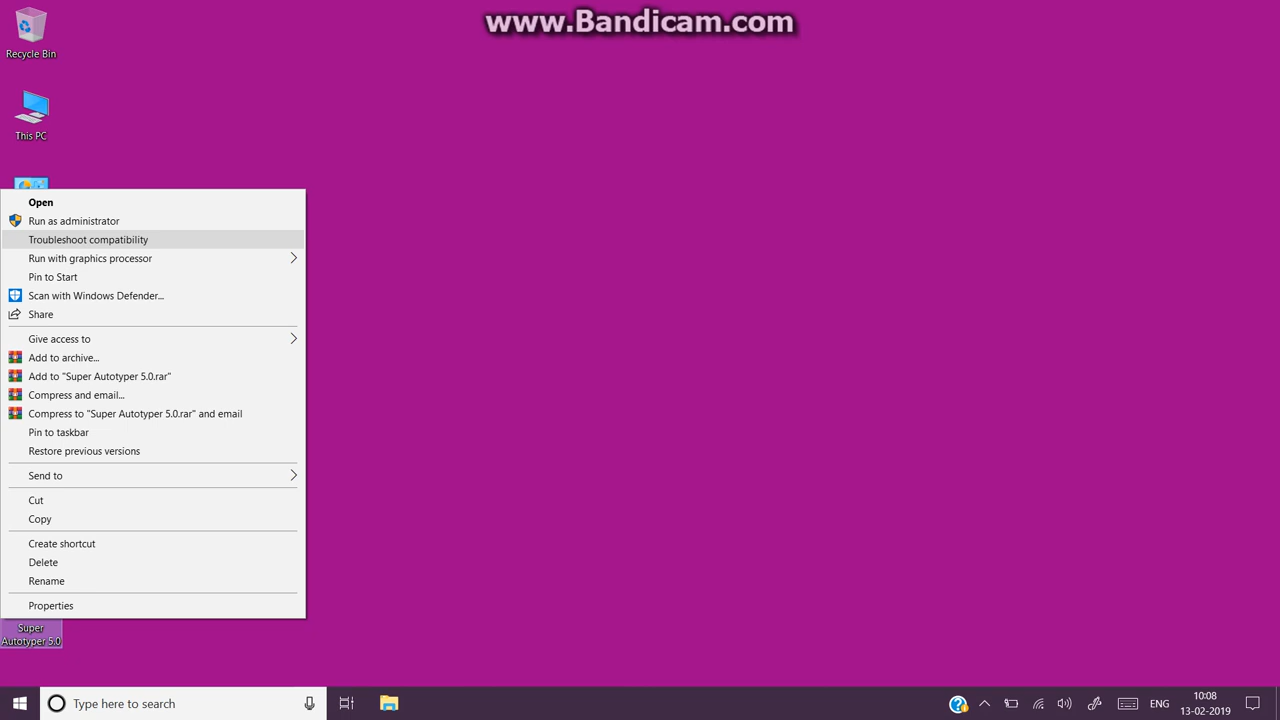 www.Bandicam.com
Recycle Bin
This PC
Open
Run as administrator
Troubleshoot compatibility
Run with graphics processor
Pin to Start
Scan with Windows Defender...
Share
Give access to
Add to archive...
Add to "Super Autotyper 5.0.rar"
Compress and email...
Compress to "Super Autotyper 5.0.rar" and email
Pin to taskbar
Restore previous versions
Send to
Cut
Copy
Create shortcut
Delete
Rename
Properties
Super
Autotyper 5.0
Type here to search
ENG
10:08
13-02-2019